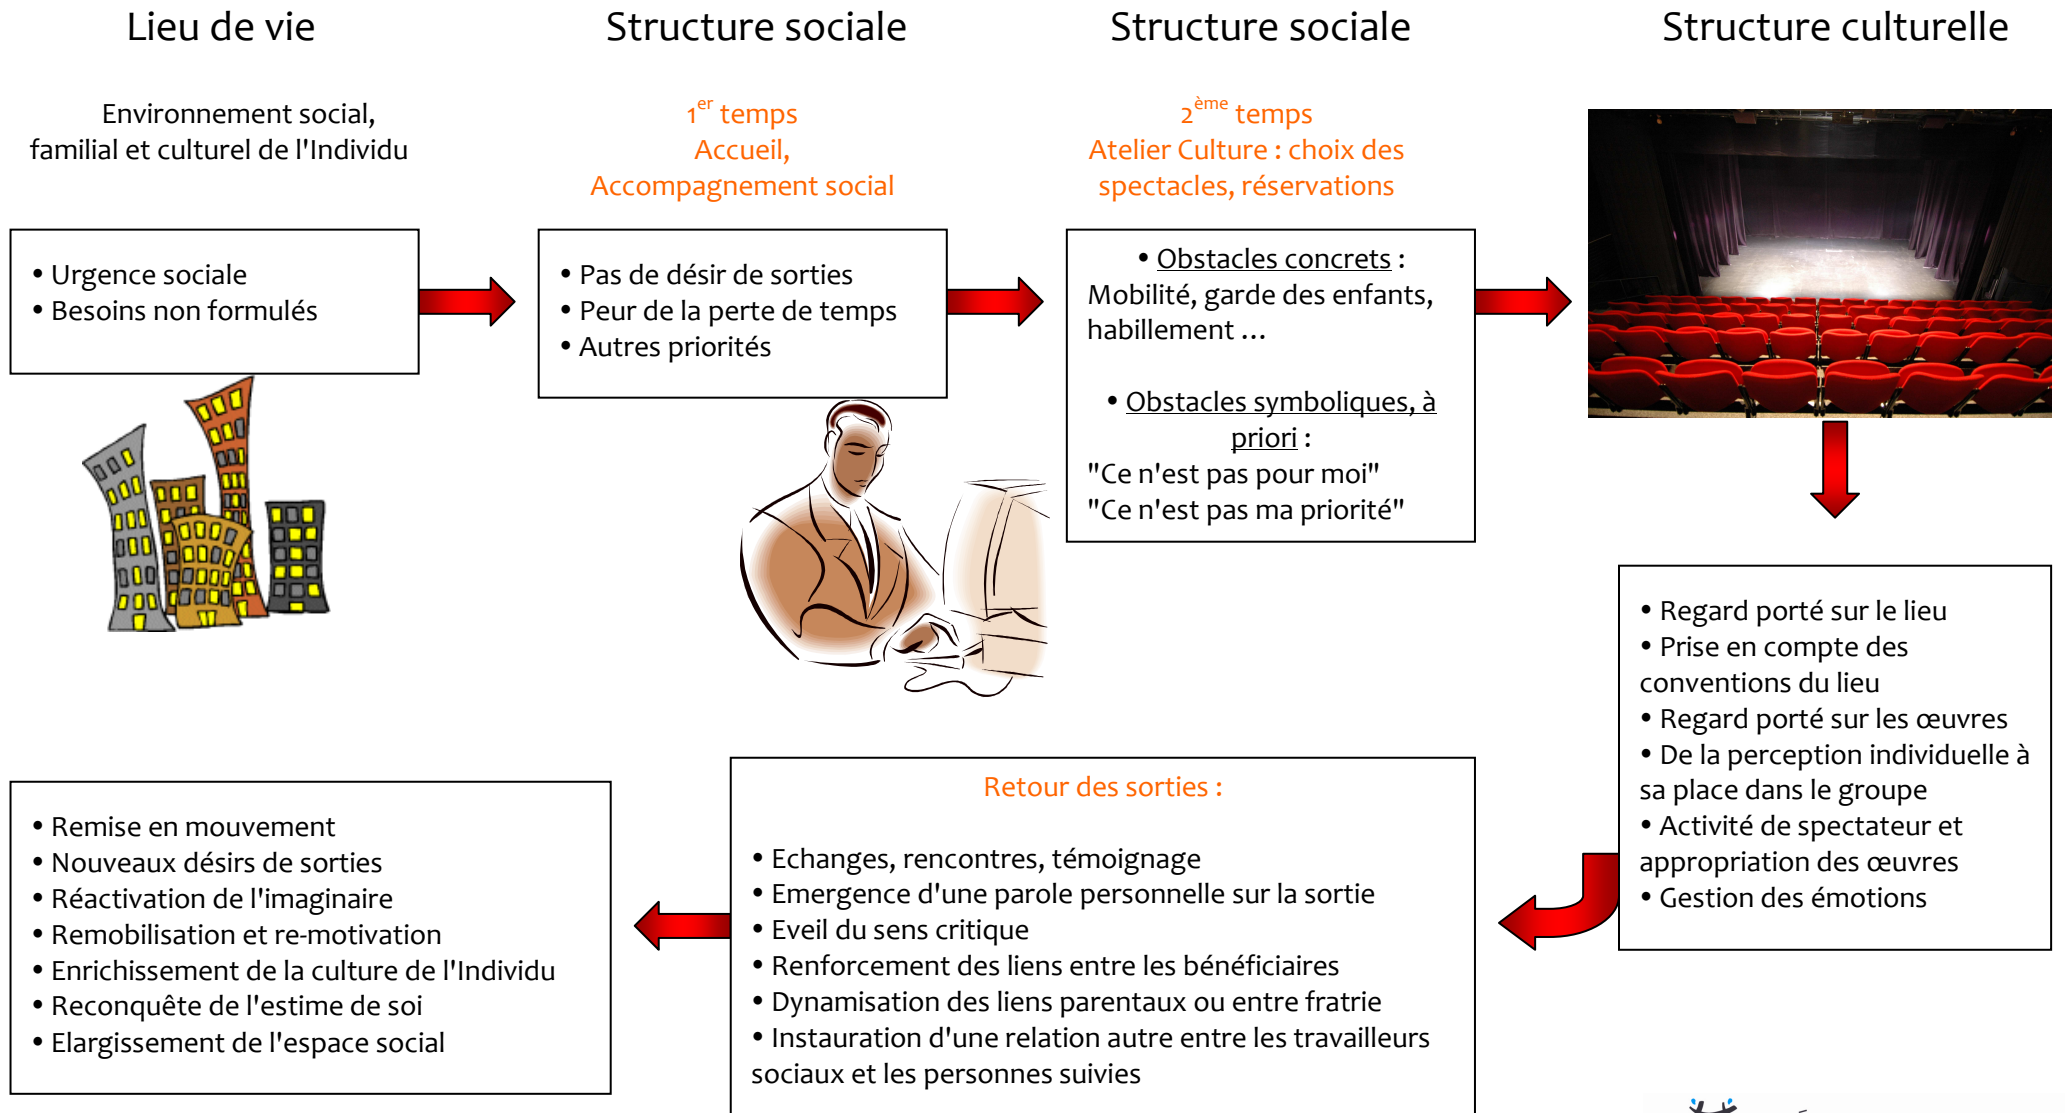 Lieu de vie
Structure sociale
Structure sociale
Structure culturelle
Environnement social,
familial et culturel de l'Individu
1er temps
Accueil,
Accompagnement social
2ème temps
Atelier Culture : choix des
spectacles, réservations
• Urgence sociale
• Besoins non formulés
• Pas de désir de sorties
• Peur de la perte de temps
• Autres priorités
• Obstacles concrets :
Mobilité, garde des enfants,
habillement ...
• Obstacles symboliques, à
priori :
"Ce n'est pas pour moi"
"Ce n'est pas ma priorité"
• Regard porté sur le lieu
• Prise en compte des
conventions du lieu
• Regard porté sur les œuvres
• De la perception individuelle à
sa place dans le groupe
• Activité de spectateur et
appropriation des œuvres
• Gestion des émotions
Retour des sorties :
• Echanges, rencontres, témoignage
• Emergence d'une parole personnelle sur la sortie
• Eveil du sens critique
• Renforcement des liens entre les bénéficiaires
• Dynamisation des liens parentaux ou entre fratrie
• Instauration d'une relation autre entre les travailleurs
sociaux et les personnes suivies
• Remise en mouvement
• Nouveaux désirs de sorties
• Réactivation de l'imaginaire
• Remobilisation et re-motivation
• Enrichissement de la culture de l'Individu
• Reconquête de l'estime de soi
• Elargissement de l'espace social